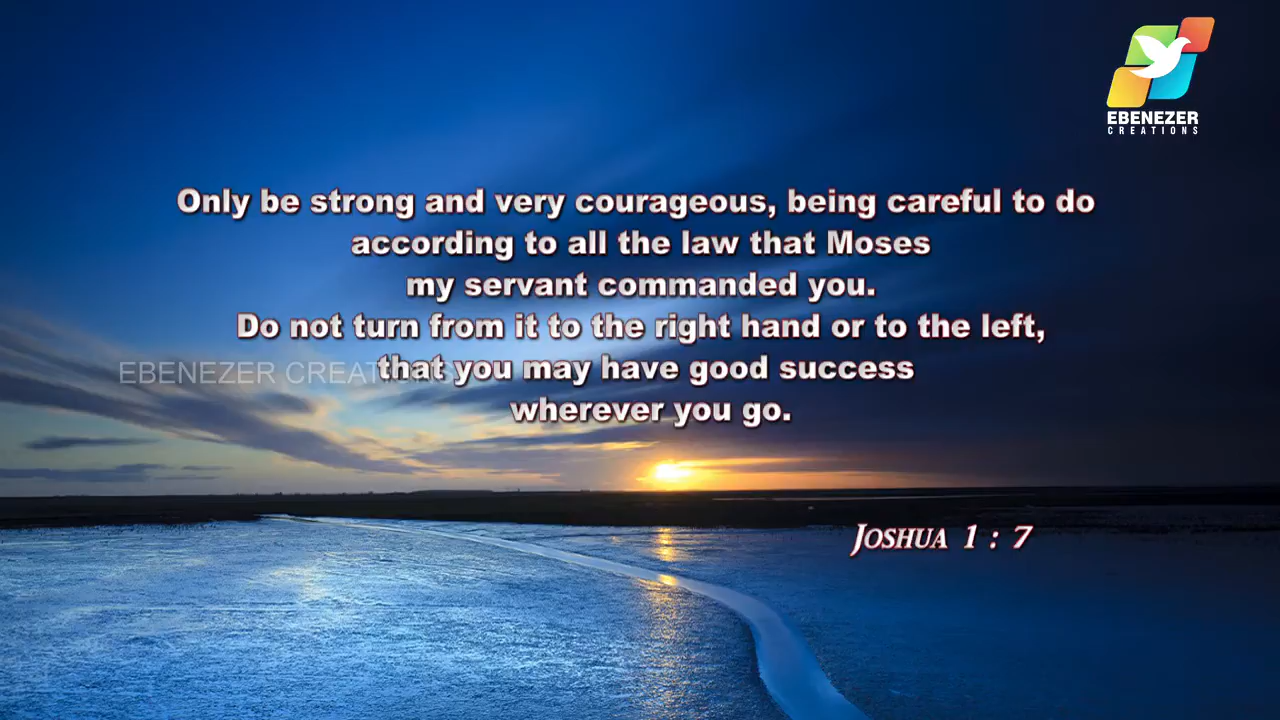 EBENEZER
CREATIONS
Only be strong and very courageous, being careful to do
according to all the law that Moses
my servant commanded you.
Do not turn from it to the right hand or to the left,
EBENEZER CREATIONS
that you may have good success
wherever you go.
Joshua 1 : 7